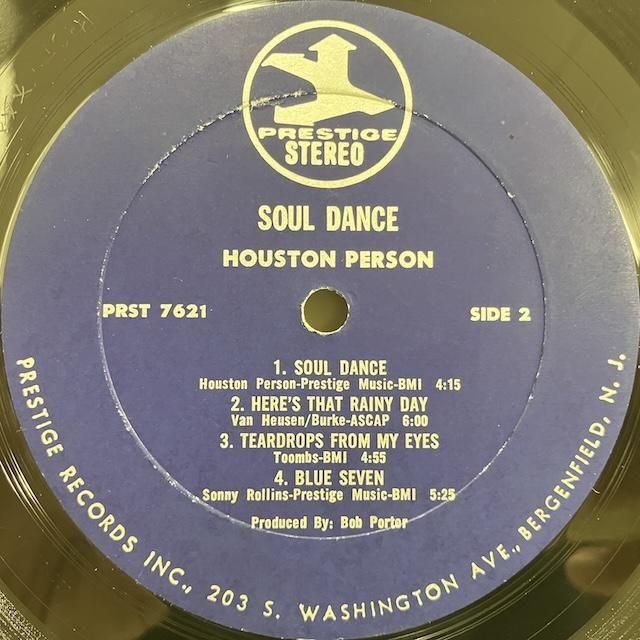 PRESTIGE
STEREO
SOUL DANCE
HOUSTON PERSON
PRST 7621
SIDE 2
1. SOUL DANCE
Houston Person-Prestige Music-BMI 4:15
2. HERE'S THAT RAINY DAY
Van Heusen/Burke-ASCAP 6:00
3. TEARDROPS FROM MY EYES
Toombs-BMI 4:55
4. BLUE SEVEN
Sonny Rollins-Prestige Music-BMI 5:25
Produced By: Bob Porter
PRESTIGE RECORDS INC., 203 S. WASHINGTON AVE., BERGENFIELD, N. J.